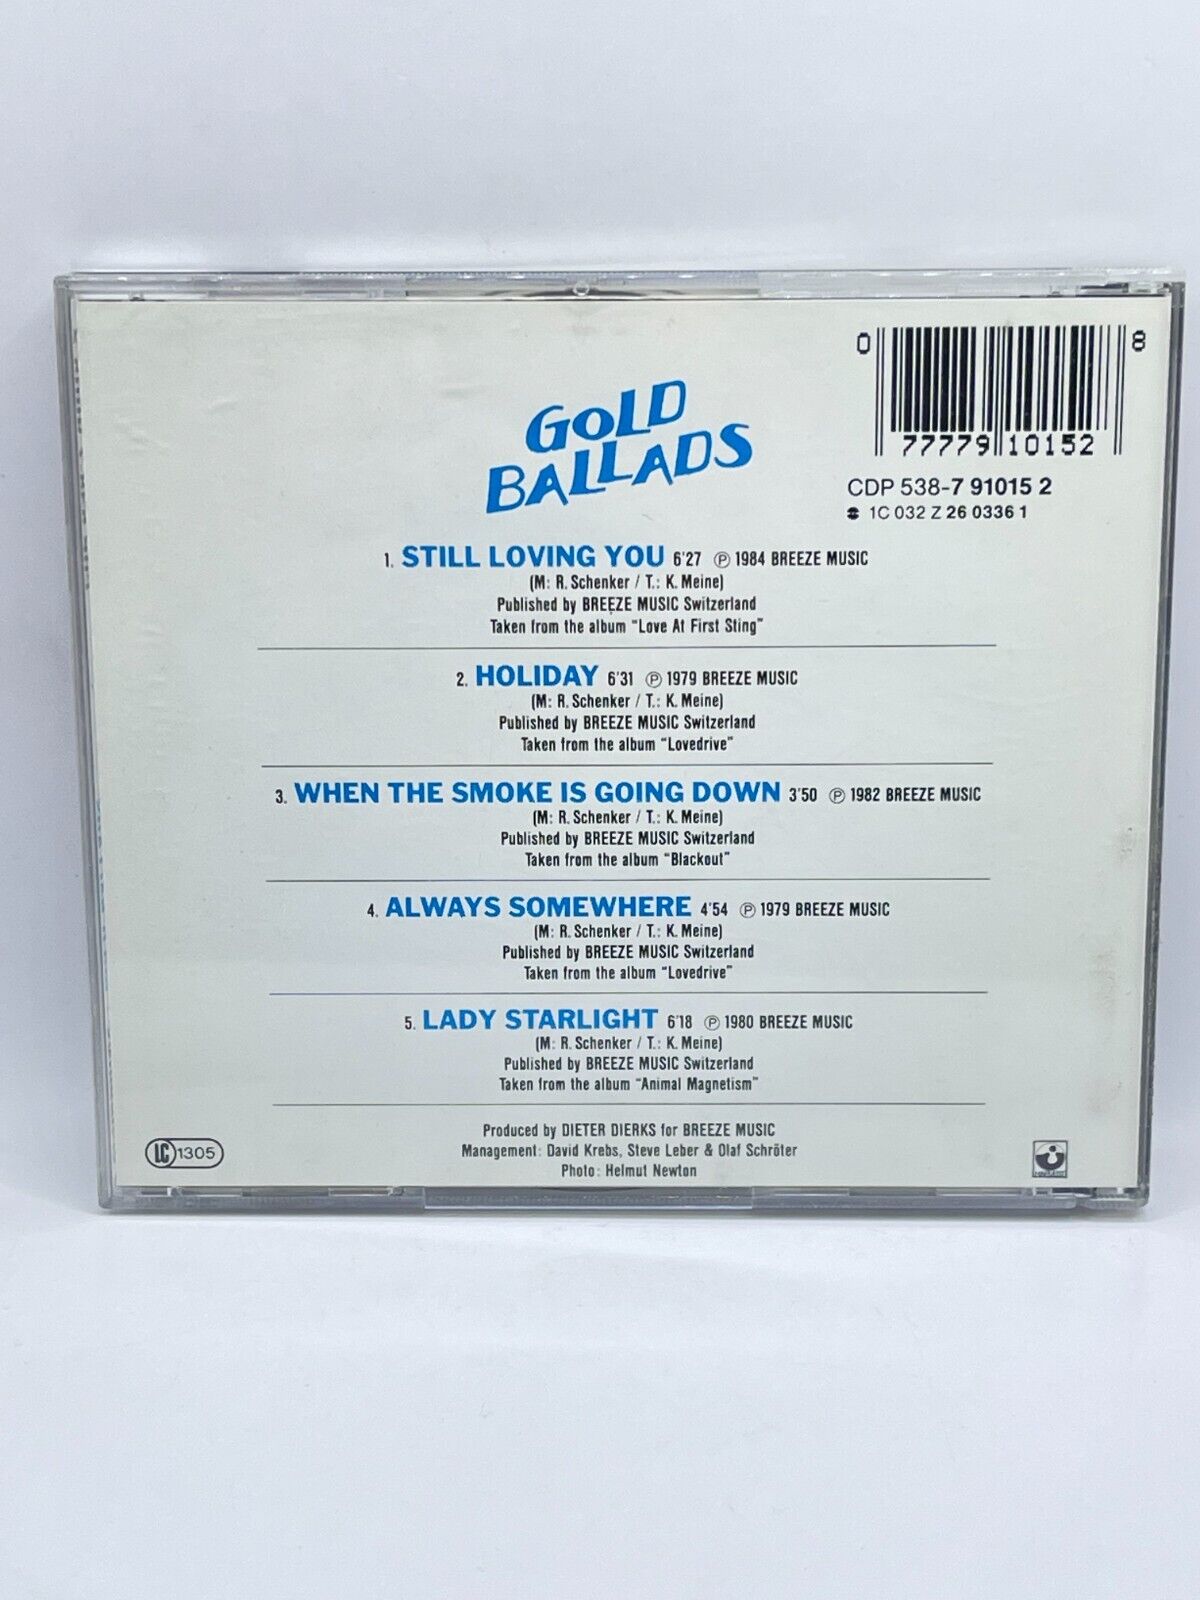 GOLD
BALLADS
0 77779 10152 8
CDP 538-7 91015 2
1C 032 Z 26 0336 1
1. STILL LOVING YOU 6'27 ℗ 1984 BREEZE MUSIC
(M: R. Schenker / T.: K. Meine)
Published by BREEZE MUSIC Switzerland
Taken from the album "Love At First Sting"
2. HOLIDAY 6'31 ℗ 1979 BREEZE MUSIC
(M: R. Schenker / T.: K. Meine)
Published by BREEZE MUSIC Switzerland
Taken from the album "Lovedrive"
3. WHEN THE SMOKE IS GOING DOWN 3'50 ℗ 1982 BREEZE MUSIC
(M: R. Schenker / T.: K. Meine)
Published by BREEZE MUSIC Switzerland
Taken from the album "Blackout"
4. ALWAYS SOMEWHERE 4'54 ℗ 1979 BREEZE MUSIC
(M: R. Schenker / T.: K. Meine)
Published by BREEZE MUSIC Switzerland
Taken from the album "Lovedrive"
5. LADY STARLIGHT 6'18 ℗ 1980 BREEZE MUSIC
(M: R. Schenker / T.: K. Meine)
Published by BREEZE MUSIC Switzerland
Taken from the album "Animal Magnetism"
Produced by DIETER DIERKS for BREEZE MUSIC
Management: David Krebs, Steve Leber & Olaf Schröter
Photo: Helmut Newton
LC 1305